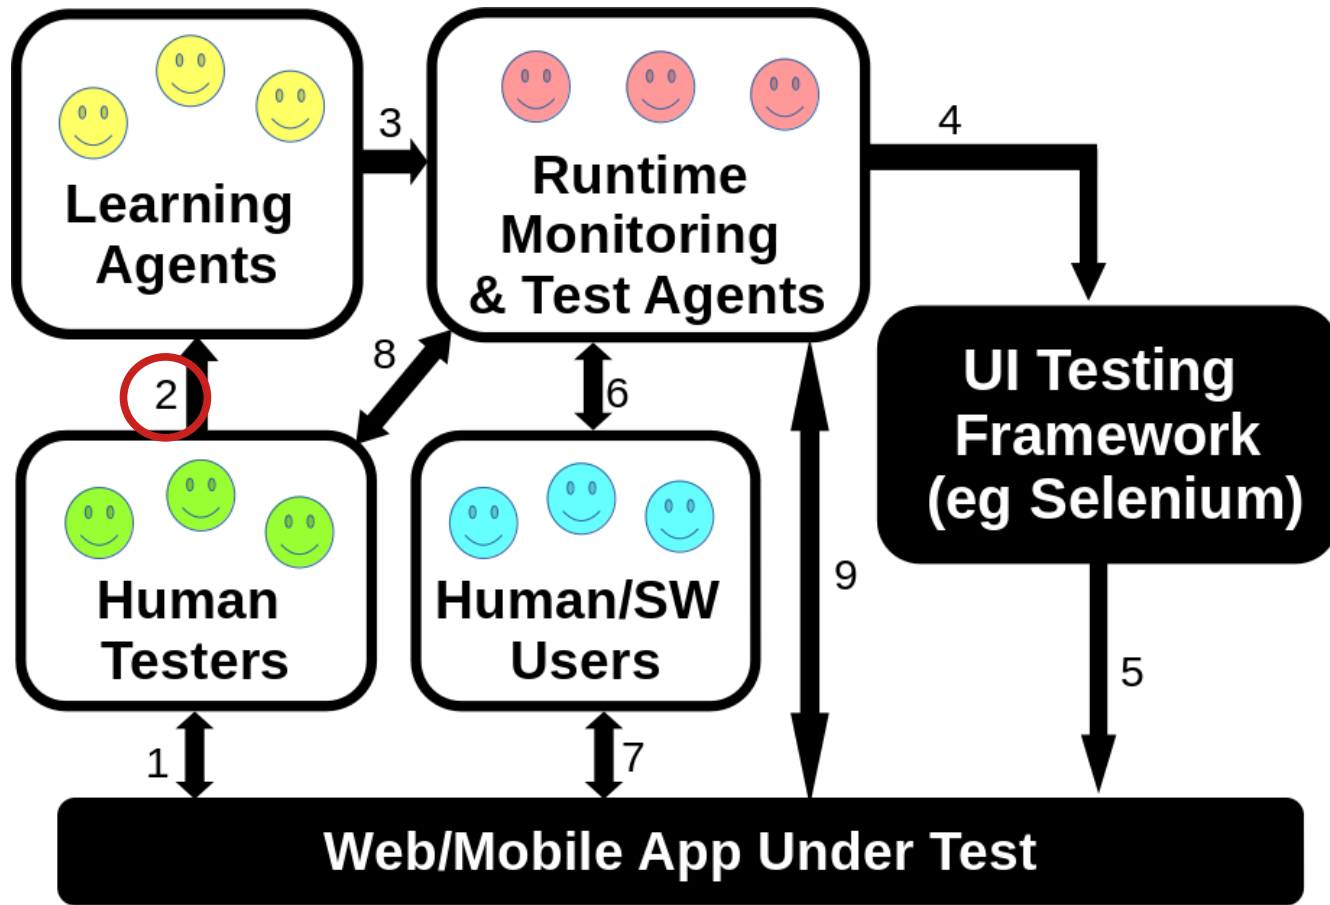 3
4
Learning
Agents
Runtime
Monitoring
& Test Agents
2
8
6
UI Testing
Framework
(eg Selenium)
Human
Testers
Human/SW
Users
9
5
1
7
Web/Mobile App Under Test